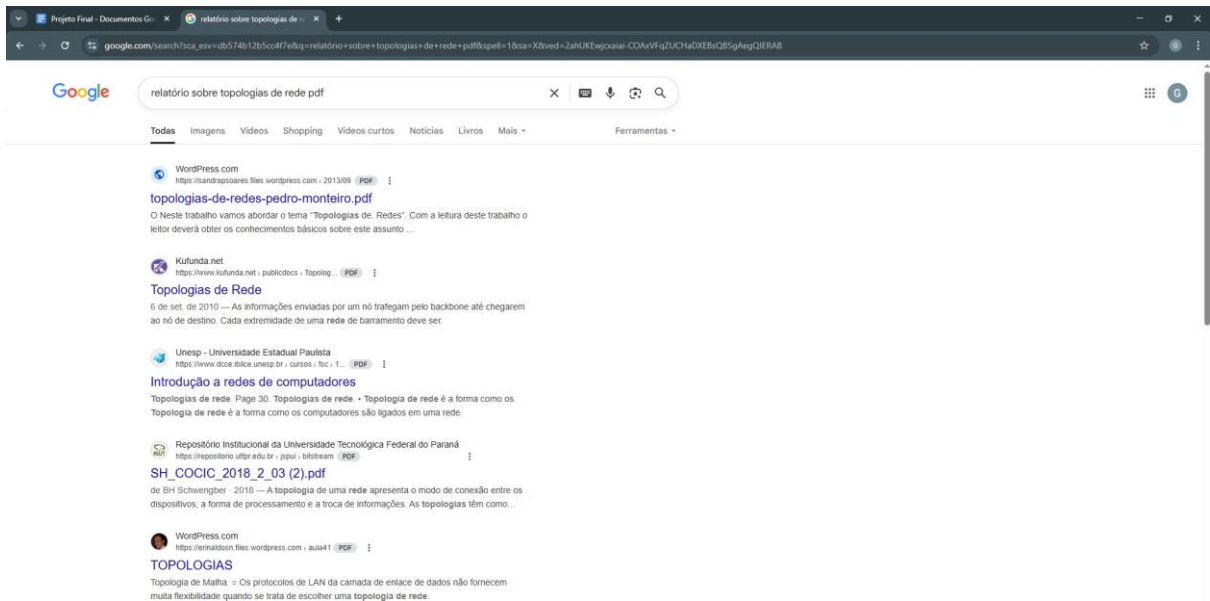 Projeto Final - Documentos Go
relatório sobre topologias de re
google.com/search?sca_esv=db574b12b5cc4f7e&q=relatório+sobre+topologias+de+rede+pdf&spell=1&sa=X&ved=
Google
relatório sobre topologias de rede pdf
G
Todas Imagens Vídeos Shopping Vídeos curtos Notícias Livros Mais Ferramentas
WordPress.com
https://sandrapsoares.files.wordpress.com › 2013/09 PDF
topologias-de-redes-pedro-monteiro.pdf
O Neste trabalho vamos abordar o tema "Topologias de. Redes". Com a leitura deste trabalho o
leitor deverá obter os conhecimentos básicos sobre este assunto....
Kufunda.net
https://www.kufunda.net › publicdocs › Topolog... PDF
Topologias de Rede
6 de set. de 2010 — As informações enviadas por um nó trafegam pelo backbone até chegarem
ao nó de destino. Cada extremidade de uma rede de barramento deve ser.
Unesp - Universidade Estadual Paulista
https://www.dcce.ibilce.unesp.br › cursos › fsc › 1... PDF
Introdução a redes de computadores
Topologias de rede. Page 30. Topologias de rede. • Topologia de rede é a forma como os.
Topologia de rede é a forma como os computadores são ligados em uma rede.
Repositório Institucional da Universidade Tecnológica Federal do Paraná
https://repositorio.utfpr.edu.br › jspui › bitstream PDF
SH_COCIC_2018_2_03 (2).pdf
de BH Schwengber · 2018 — A topologia de uma rede apresenta o modo de conexão entre os
dispositivos, a forma de processamento e a troca de informações. As topologias têm como...
WordPress.com
https://erinaldosn.files.wordpress.com › aula41 PDF
TOPOLOGIAS
Topologia de Malha. ○ Os protocolos de LAN da camada de enlace de dados não fornecem
muita flexibilidade quando se trata de escolher uma topologia de rede.